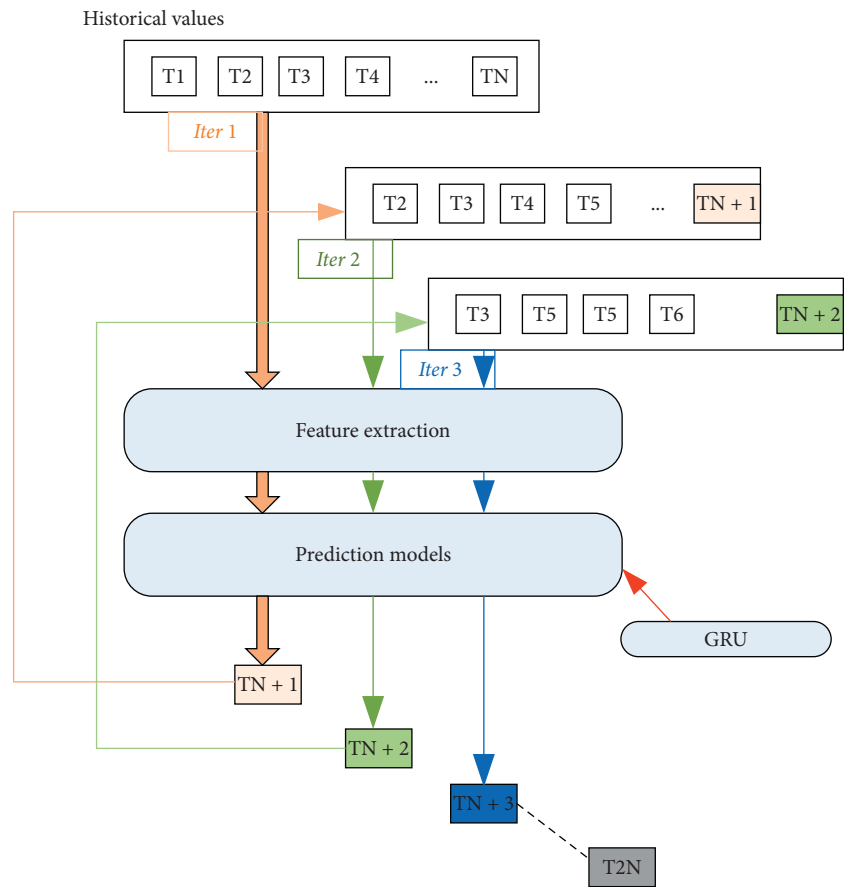 Historical values
T1 T2 T3 T4 ... TN
Iter 1
T2 T3 T4 T5 ... TN + 1
Iter 2
T3 T5 T5 T6 TN + 2
Iter 3
Feature extraction
Prediction models
GRU
TN + 1
TN + 2
TN + 3
T2N